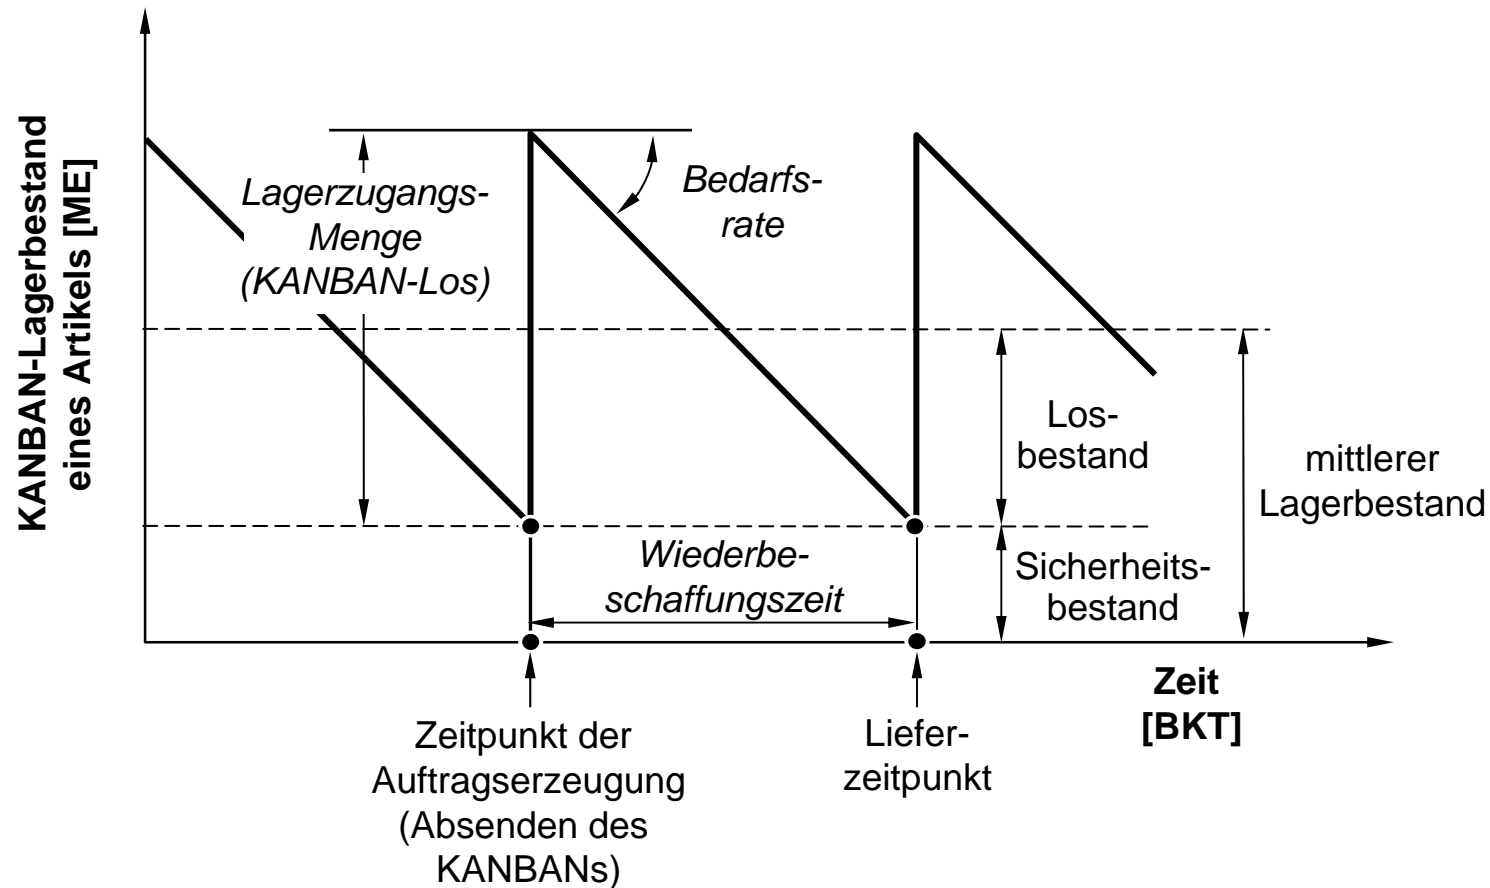 KANBAN-Lagerbestand
eines Artikels [ME]
Lagerzugangs-
Menge
(KANBAN-Los)
Bedarfs-
rate
Los-
bestand
mittlerer
Lagerbestand
Wiederbe-
schaffungszeit
Sicherheits-
bestand
Zeit
[BKT]
Zeitpunkt der
Auftragserzeugung
(Absenden des
KANBANs)
Liefer-
zeitpunkt